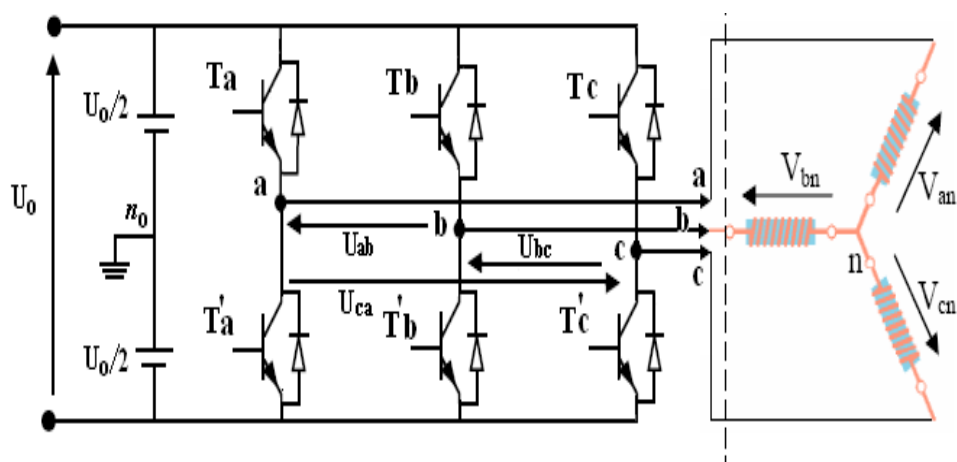 Ta
Tb
Tc
U₀/2
U₀
n₀
a
a
b
b
c
c
Uab
Ubc
Uca
Vbn
Van
Vcn
n
T'a
T'b
T'c
U₀/2